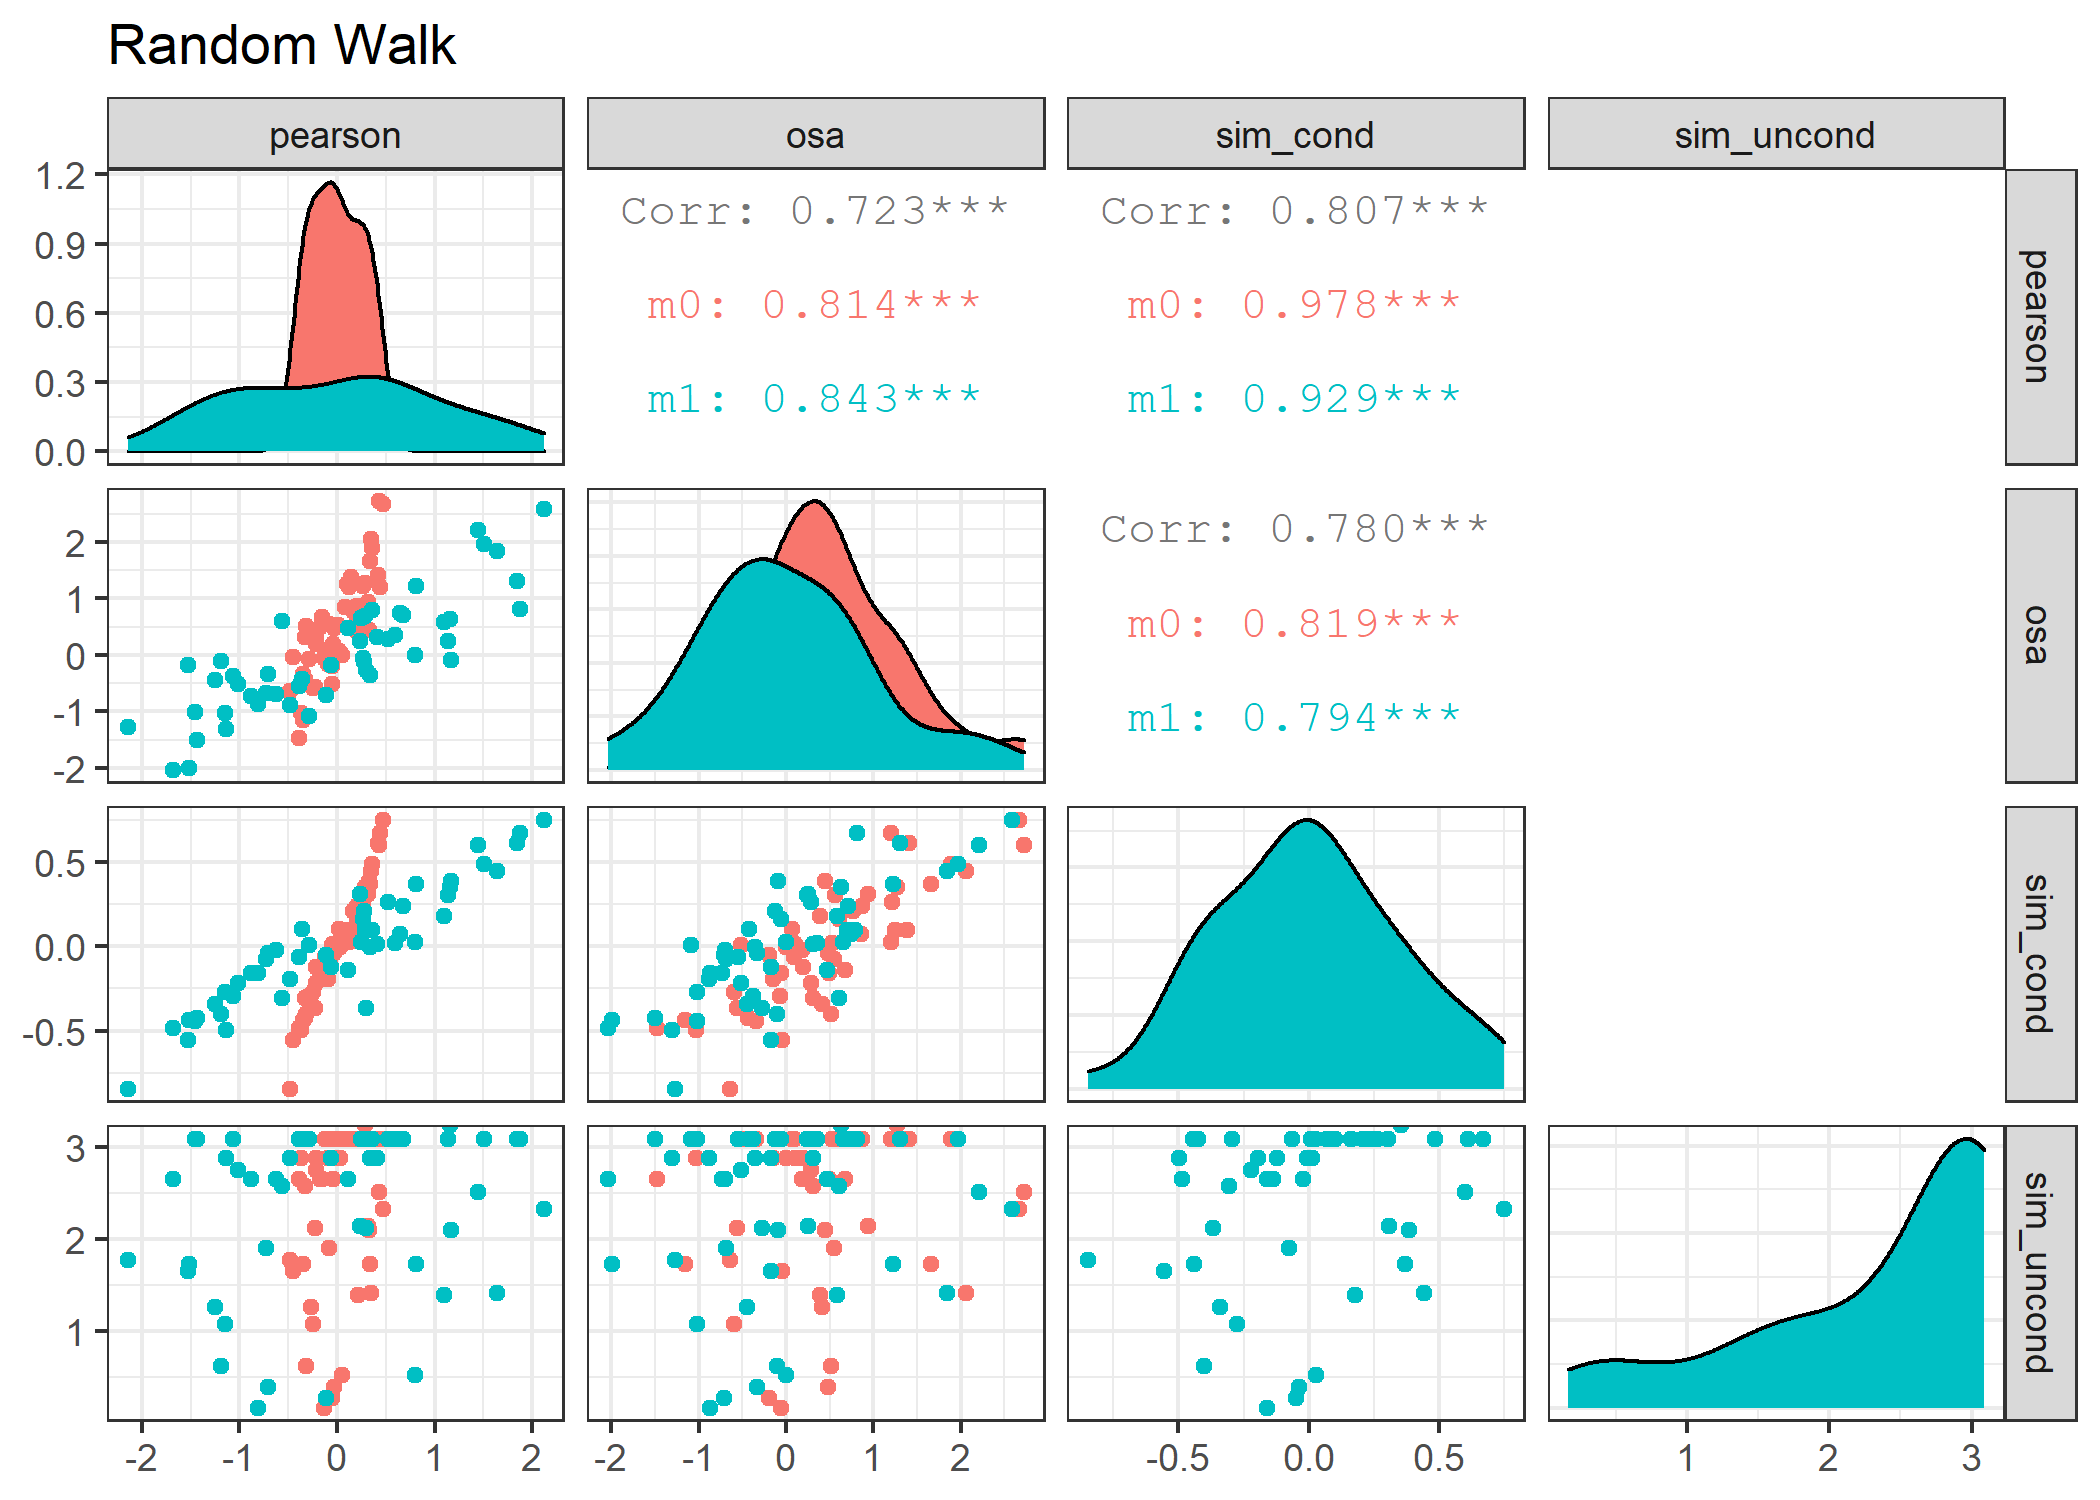 Random Walk
pearson
osa
sim_cond
sim_uncond
1.2
0.9
0.6
0.3
0.0
Corr: 0.723***
m0: 0.814***
m1: 0.843***
Corr: 0.807***
m0: 0.978***
m1: 0.929***
pearson
2
1
0
-1
-2
Corr: 0.780***
m0: 0.819***
m1: 0.794***
osa
0.5
0.0
-0.5
sim_cond
3
2
1
sim_uncond
-2 -1 0 1 2
-2 -1 0 1 2
-0.5 0.0 0.5
1 2 3